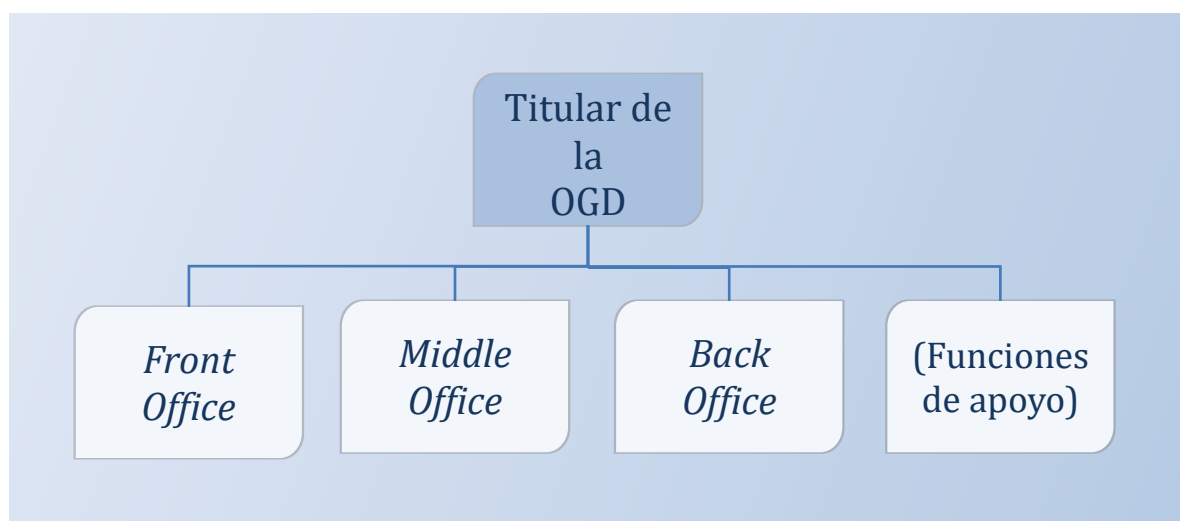 Titular de
la
OGD
Front
Office
Middle
Office
Back
Office
(Funciones
de apoyo)